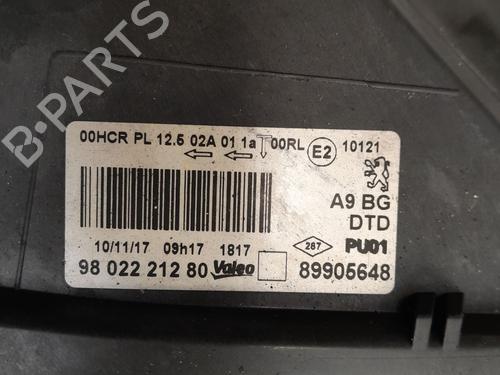 00HCR PL 12.5 02A 01 1a 00RL E2 10121
A9 BG
DTD
10/11/17 09h17 1817 287 PU01
98 022 212 80 Valeo 89905648
B-PARTS